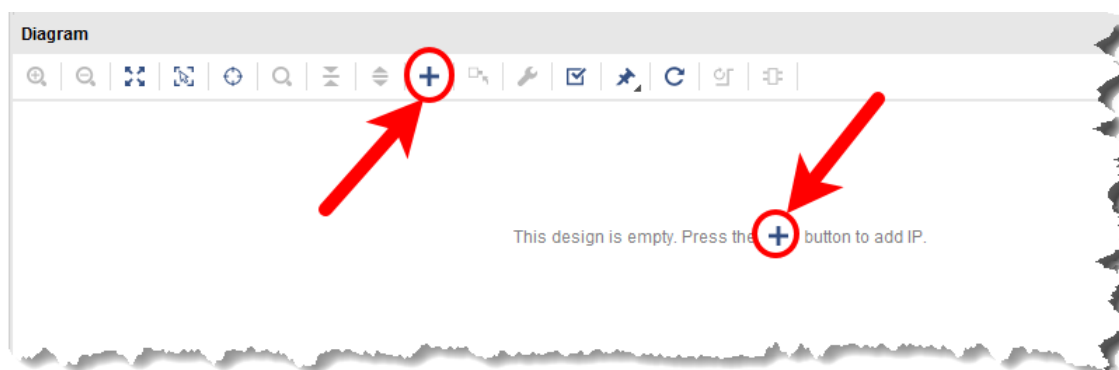 Diagram
This design is empty. Press the + button to add IP.